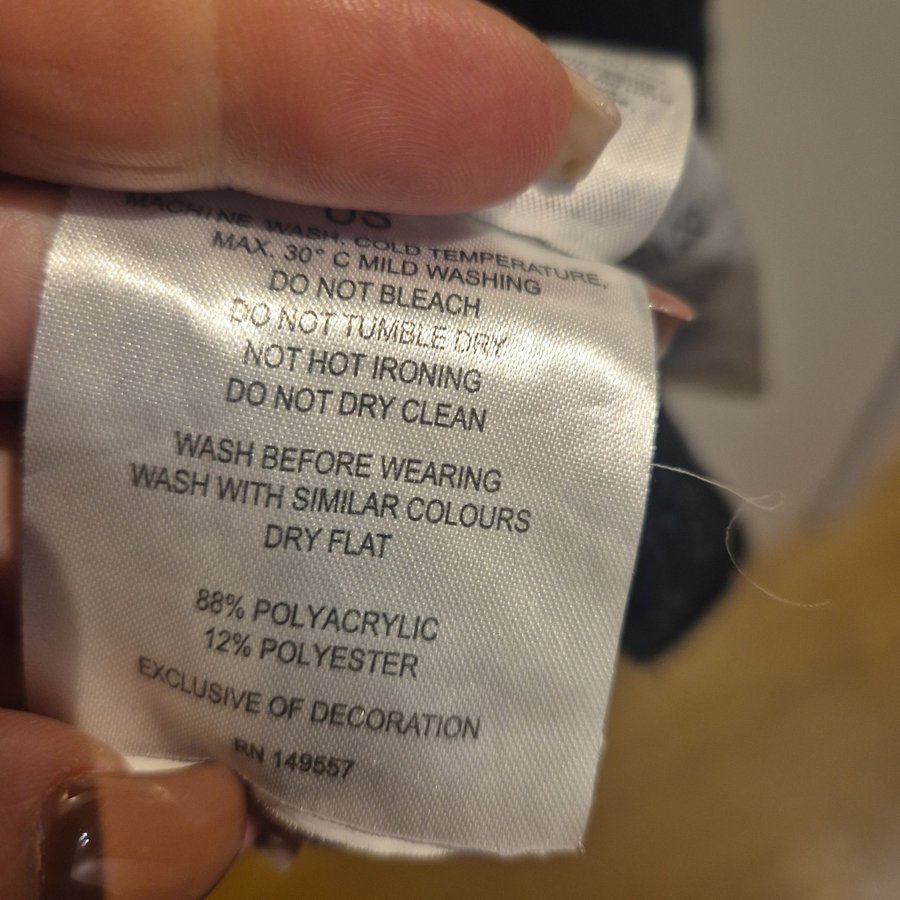 US
MACHINE WASH, COLD TEMPERATURE,
MAX. 30° C MILD WASHING
DO NOT BLEACH
DO NOT TUMBLE DRY
NOT HOT IRONING
DO NOT DRY CLEAN
WASH BEFORE WEARING
WASH WITH SIMILAR COLOURS
DRY FLAT
88% POLYACRYLIC
12% POLYESTER
EXCLUSIVE OF DECORATION
RN 149557